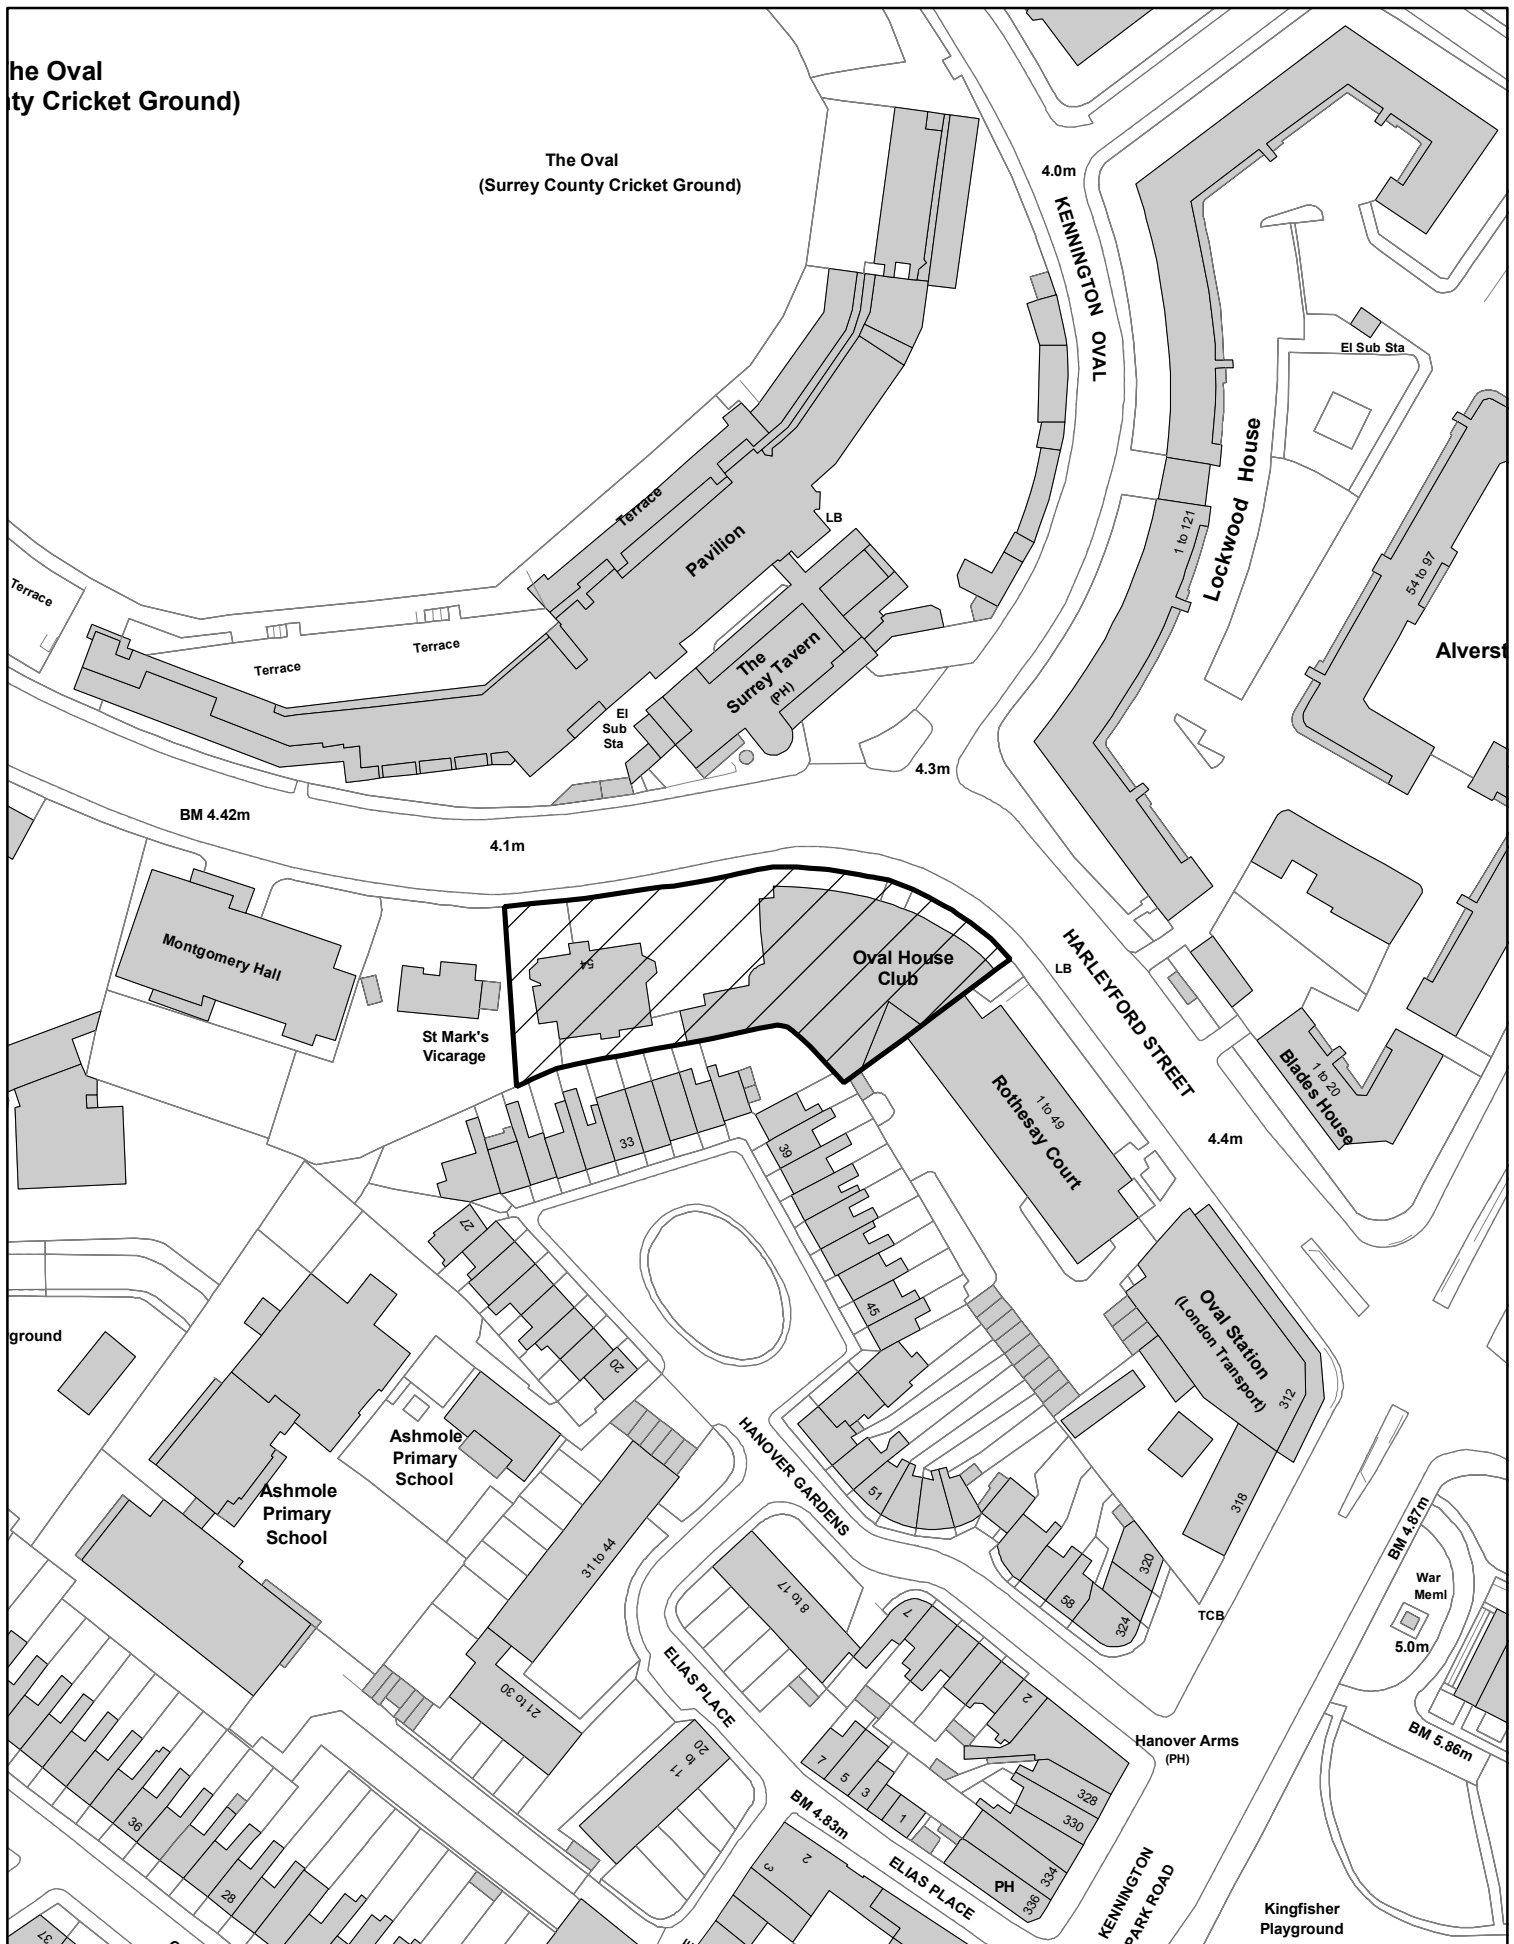 he Oval
nty Cricket Ground)
The Oval
(Surrey County Cricket Ground)
4.0m
KENNINGTON OVAL
El Sub Sta
Lockwood House
1 to 121
54 to 97
Alverst
Terrace
Pavilion
LB
Terrace
Terrace
Terrace
The
Surrey Tavern
(PH)
El
Sub
Sta
4.3m
BM 4.42m
4.1m
Montgomery Hall
54
Oval House
Club
St Mark's
Vicarage
LB
HARLEYFORD STREET
1 to 20
Blades House
1 to 49
Rothesay Court
4.4m
33
39
27
45
20
Oval Station
(London Transport)
312
ground
Ashmole
Primary
School
Ashmole
Primary
School
HANOVER GARDENS
51
318
BM 4.87m
31 to 44
8 to 17
58
320
324
TCB
War
Meml
5.0m
7
2
ELIAS PLACE
21 to 30
11 to
20
Hanover Arms
(PH)
BM 5.86m
7
5
3
1
328
330
334
336
PH
BM 4.83m
ELIAS PLACE
36
28
37
3
2
KENNINGTON
PARK ROAD
Kingfisher
Playground